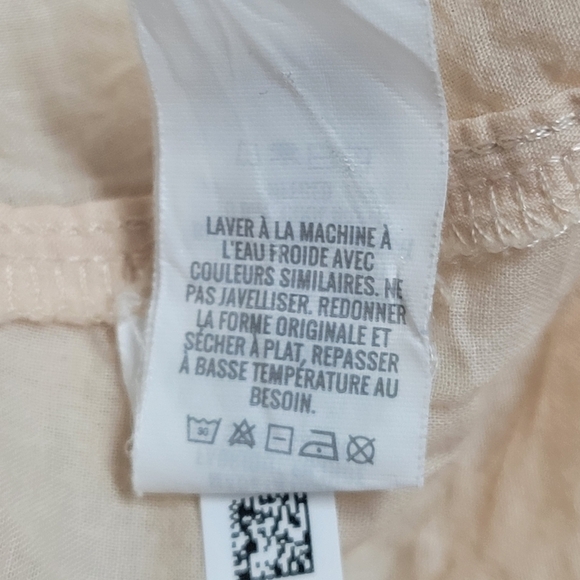 LAVER À LA MACHINE À
L'EAU FROIDE AVEC
COULEURS SIMILAIRES. NE
PAS JAVELLISER. REDONNER
LA FORME ORIGINALE ET
SÉCHER À PLAT, REPASSER
À BASSE TEMPÉRATURE AU
BESOIN.
30